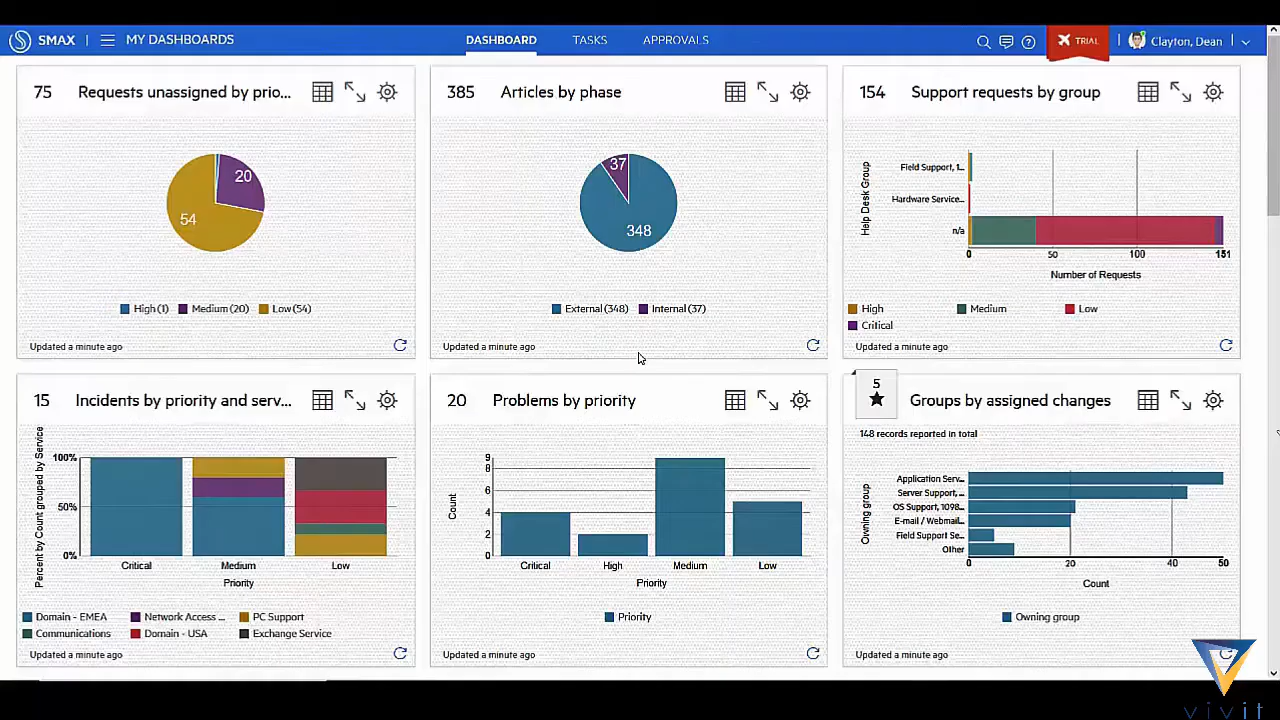 SMAX
MY DASHBOARDS
DASHBOARD
TASKS
APPROVALS
TRIAL
Clayton, Dean
75 Requests unassigned by prio...
20
54
High (1) Medium (20) Low (54)
Updated a minute ago
385 Articles by phase
37
348
External (348) Internal (37)
Updated a minute ago
154 Support requests by group
Help Desk Group
Field Support, 1...
Hardware Service...
n/a
0 50 100 151
Number of Requests
High Medium Low
Critical
Updated a minute ago
15 Incidents by priority and serv...
Percent by Count grouped by Service
100%
50%
0%
Critical Medium Low
Priority
Domain - EMEA Network Access ... PC Support
Communications Domain - USA Exchange Service
Updated a minute ago
20 Problems by priority
Count
9
8
6
4
2
0
Critical High Medium Low
Priority
Priority
Updated a minute ago
5
Groups by assigned changes
148 records reported in total
Owning group
Application Serv...
Server Support, ...
OS Support, 1098...
E-mail / Webmail...
Field Support Se...
Other
0 20 40 50
Count
Owning group
Updated a minute ago
vivit